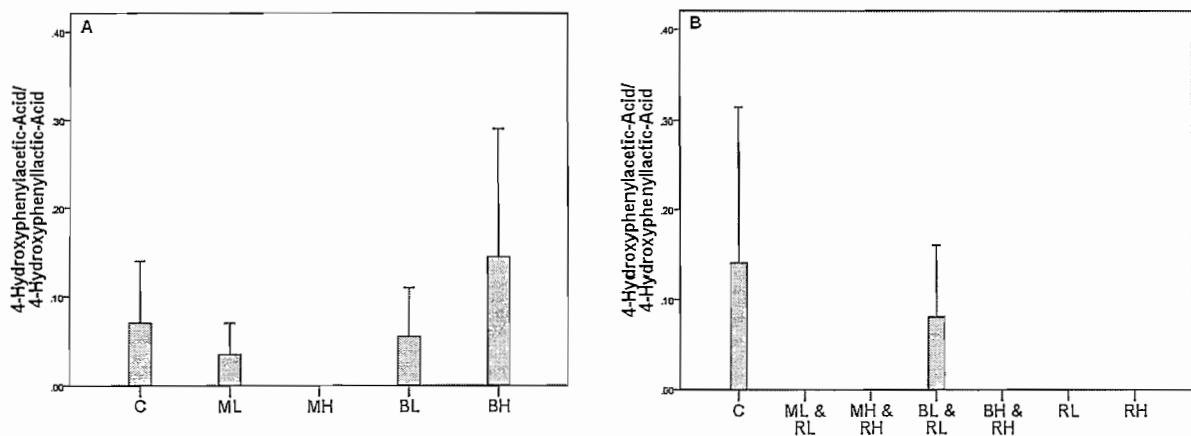 A
4-Hydroxyphenylacetic-Acid/
4-Hydroxyphenyllactic-Acid
.40
.30
.20
.10
.00
C ML MH BL BH
B
4-Hydroxyphenylacetic-Acid/
4-Hydroxyphenyllactic-Acid
.40
.30
.20
.10
.00
C ML & MH & BL & BH & RL RH
RL RH RL RH